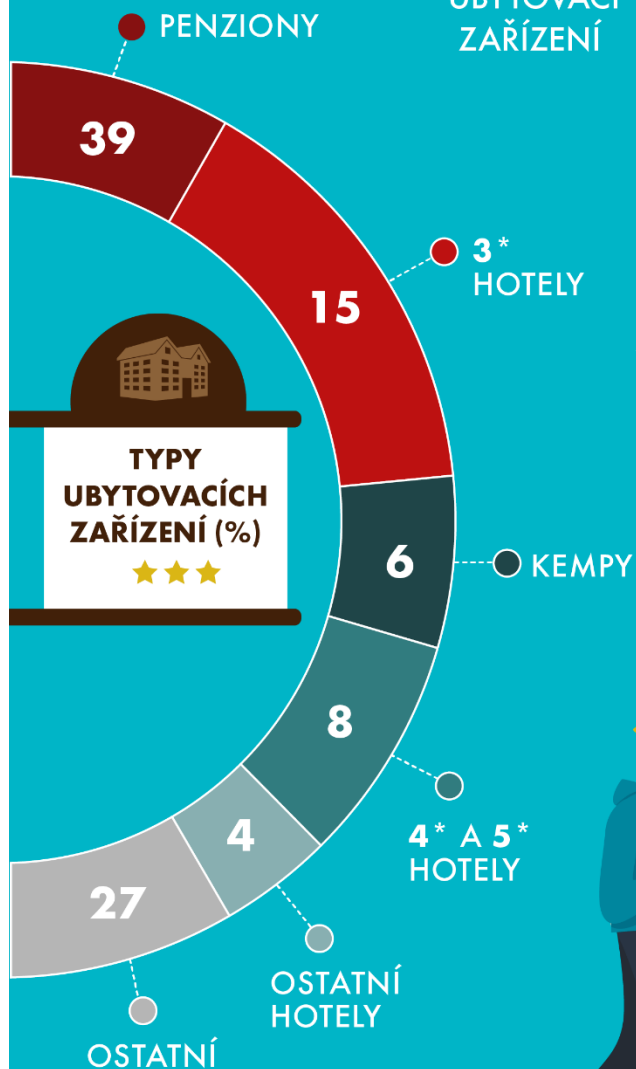 PENZIONY
UBYTOVACÍ
ZAŘÍZENÍ
39
3*
HOTELY
15
TYPY
UBYTOVACÍCH
ZAŘÍZENÍ (%)
6
KEMPY
8
4* A 5*
HOTELY
4
27
OSTATNÍ
HOTELY
OSTATNÍ